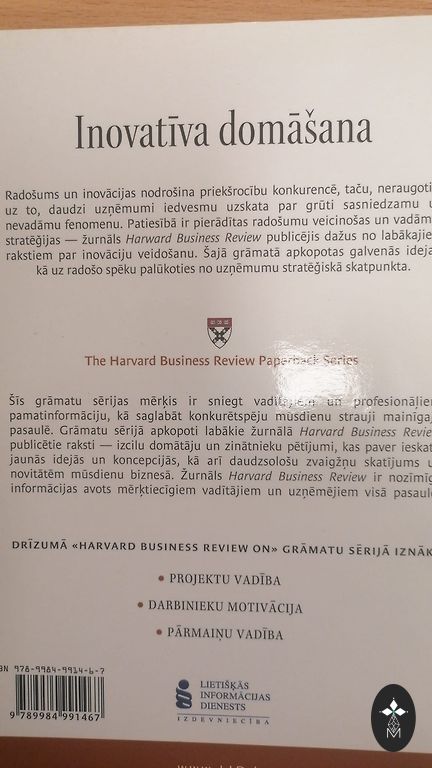 Inovatīva domāšana
Radošums un inovācijas nodrošina priekšrocību konkurencē, taču, neraugoti
uz to, daudzi uzņēmumi iedvesmu uzskata par grūti sasniedzamu u
nevadāmu fenomenu. Patiesībā ir pierādītas radošumu veicinošas un vadām
stratēģijas — žurnāls Harward Business Review publicējis dažus no labākajie
rakstiem par inovāciju veidošanu. Šajā grāmatā apkopotas galvenās ideja
kā uz radošo spēku palūkoties no uzņēmumu stratēģiskā skatpunkta.
The Harvard Business Review Paperback Series
Šīs grāmatu sērijas mērķis ir sniegt vadītājiem un profesionāļie
pamatinformāciju, kā saglabāt konkurētspēju mūsdienu strauji mainīgaj
pasaulē. Grāmatu sērijā apkopoti labākie žurnālā Harward Business Revie
publicētie raksti — izcilu domātāju un zinātnieku pētījumi, kas paver ieskat
jaunās idejās un koncepcijās, kā arī daudzsološu zvaigžņu skatījums u
novitātēm mūsdienu biznesā. Žurnāls Harward Business Review ir nozīmīg
informācijas avots mērķtiecīgiem vadītājiem un uzņēmējiem visā pasaul
DRĪZUMĀ «HARVARD BUSINESS REVIEW ON» GRĀMATU SĒRIJĀ IZNĀK
• PROJEKTU VADĪBA
• DARBINIEKU MOTIVĀCIJA
• PĀRMAIŅU VADĪBA
BN 978-9984-9914-6-7
9 789984 991467
LIETIŠĶĀS
INFORMĀCIJAS
DIENESTS
IZDEVNIECĪBA
M